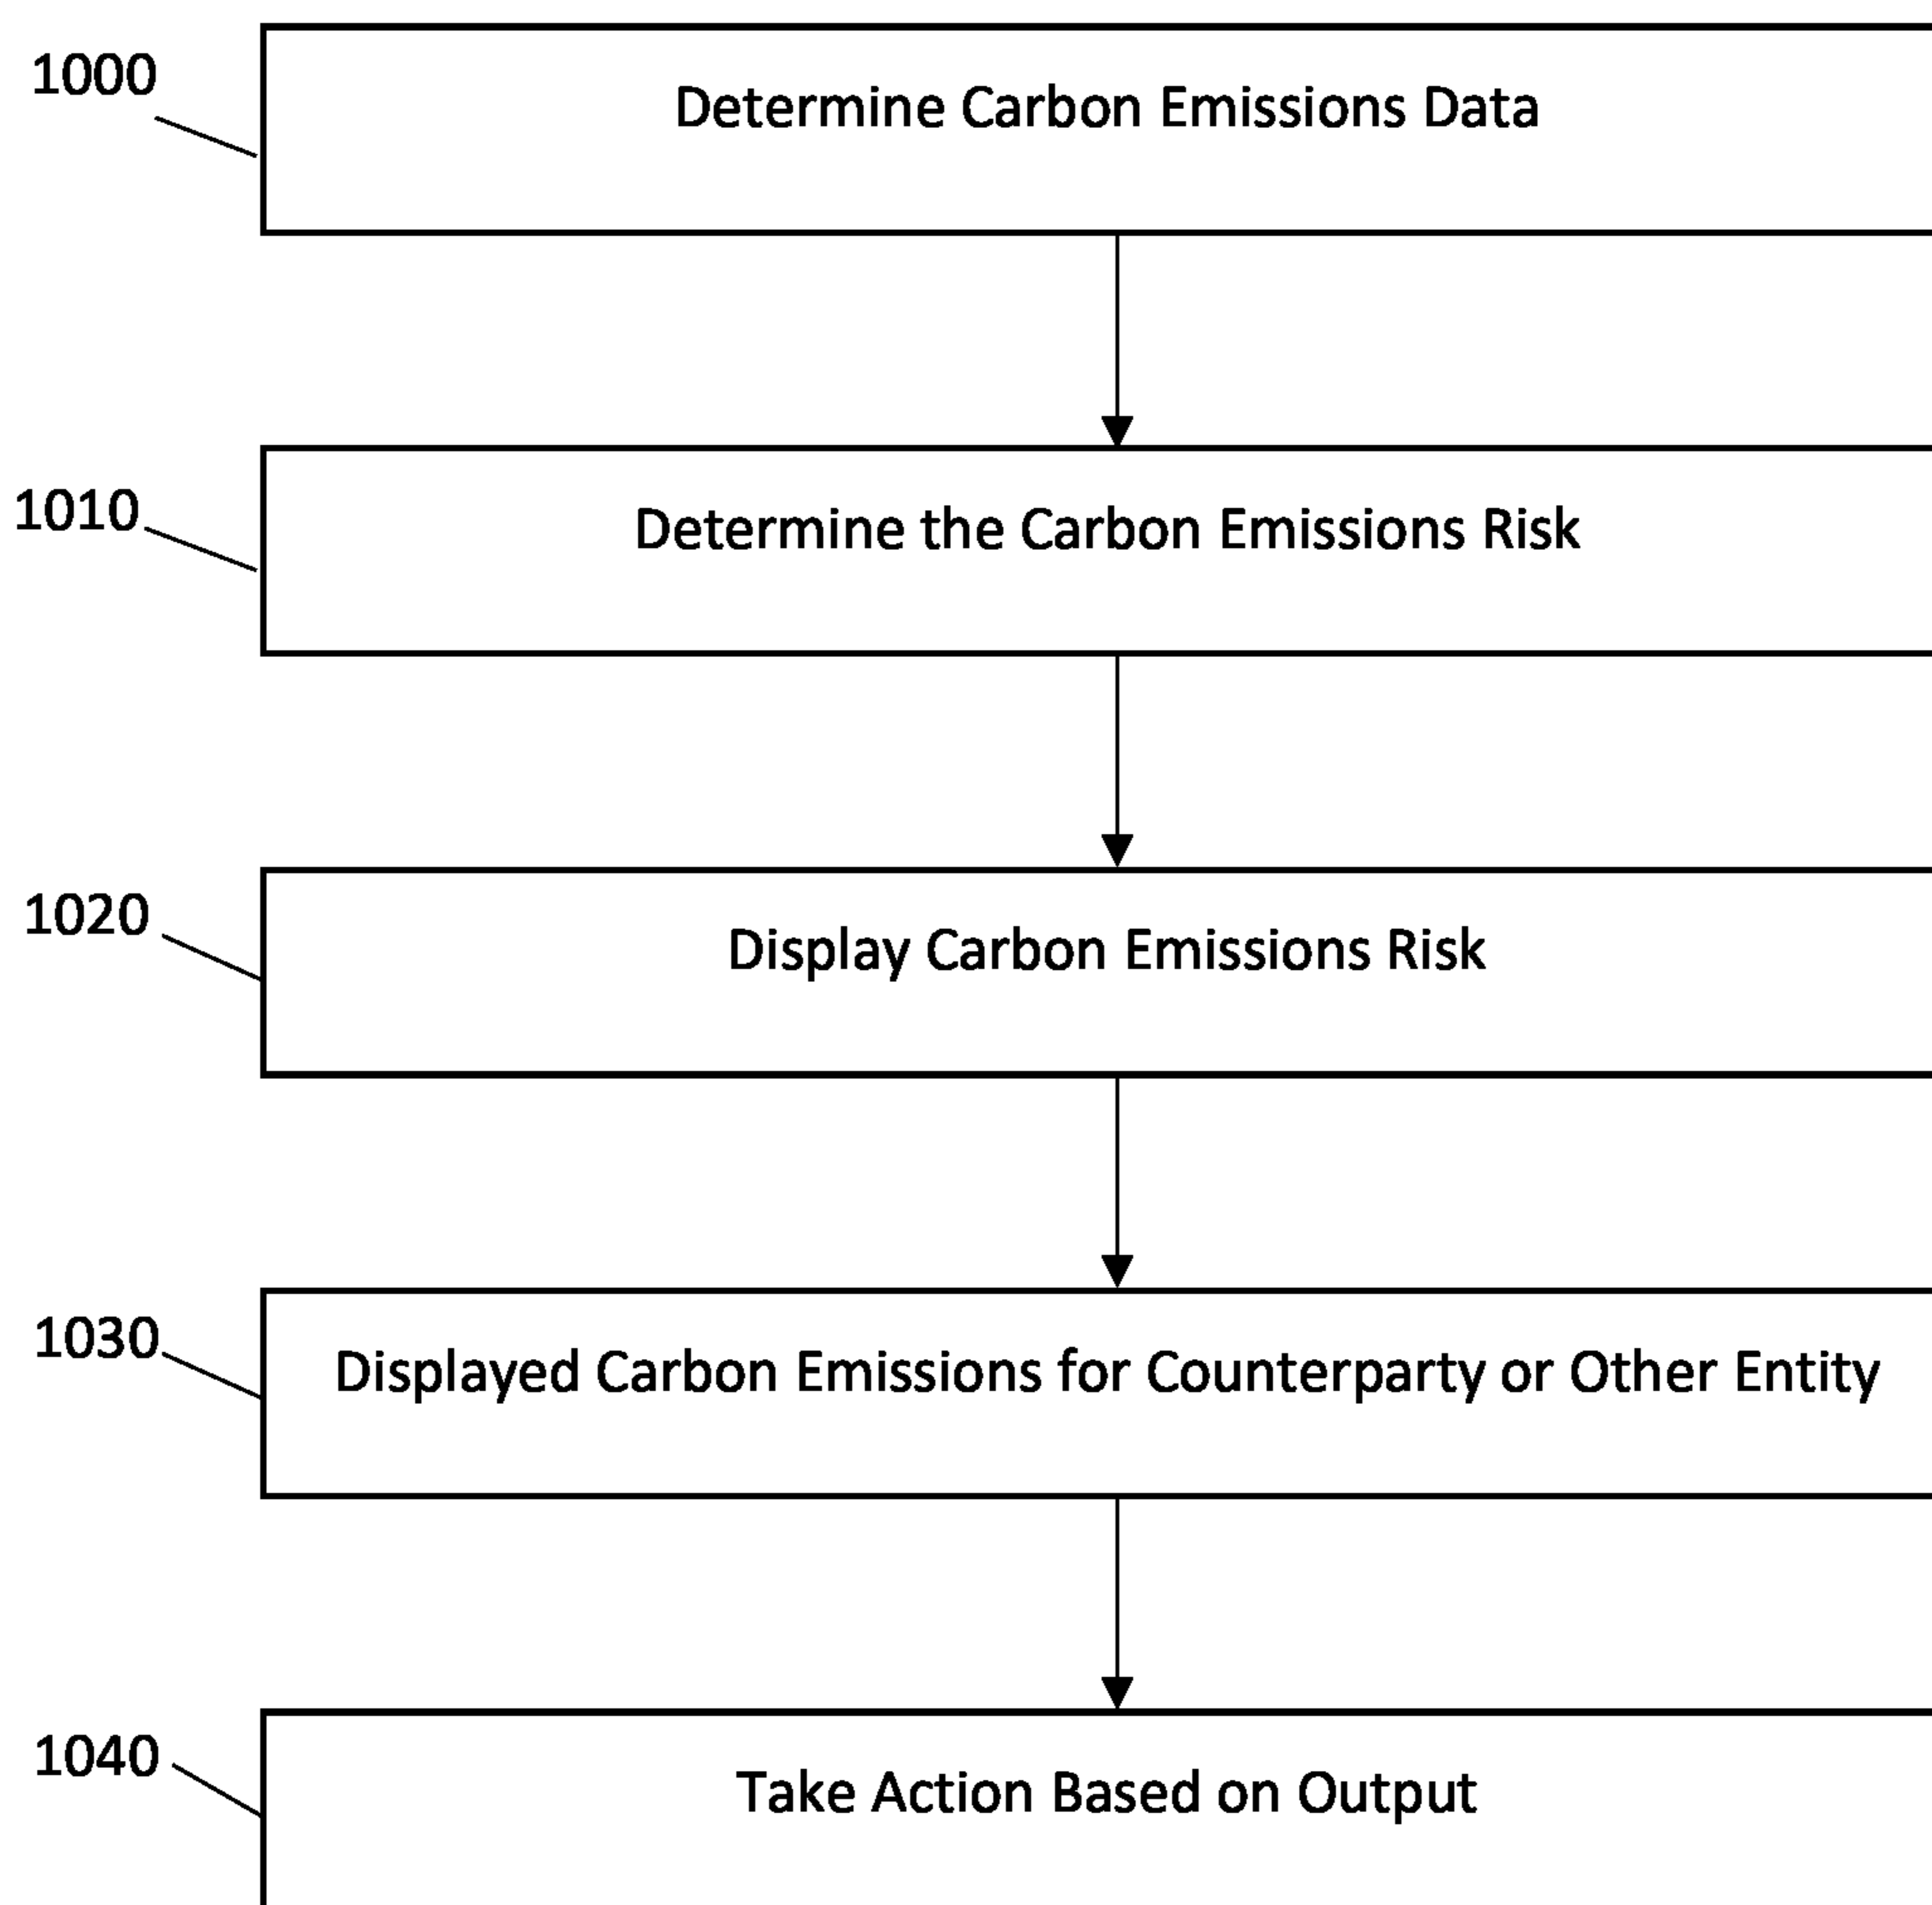 1000
Determine Carbon Emissions Data
1010
Determine the Carbon Emissions Risk
1020
Display Carbon Emissions Risk
1030
Displayed Carbon Emissions for Counterparty or Other Entity
1040
Take Action Based on Output